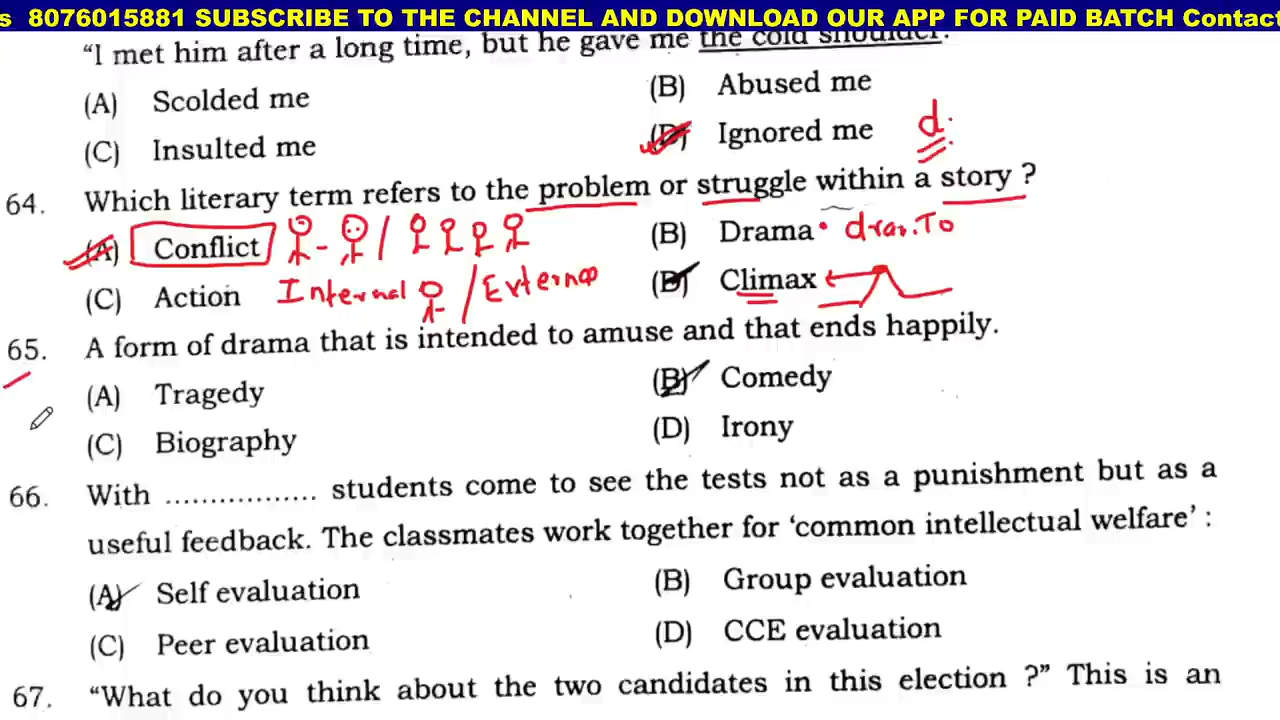 s 8076015881 SUBSCRIBE TO THE CHANNEL AND DOWNLOAD OUR APP FOR PAID BATCH Contact
"I met him after a long time, but he gave me the cold shoulder.
(A) Scolded me (B) Abused me
(C) Insulted me (D) Ignored me d.
64. Which literary term refers to the problem or struggle within a story ?
(A) Conflict (B) Drama
(C) Action Internal / External (D) Climax
65. A form of drama that is intended to amuse and that ends happily.
(A) Tragedy (B) Comedy
(C) Biography (D) Irony
66. With ................. students come to see the tests not as a punishment but as a
useful feedback. The classmates work together for 'common intellectual welfare' :
(A) Self evaluation (B) Group evaluation
(C) Peer evaluation (D) CCE evaluation
67. "What do you think about the two candidates in this election ?" This is an